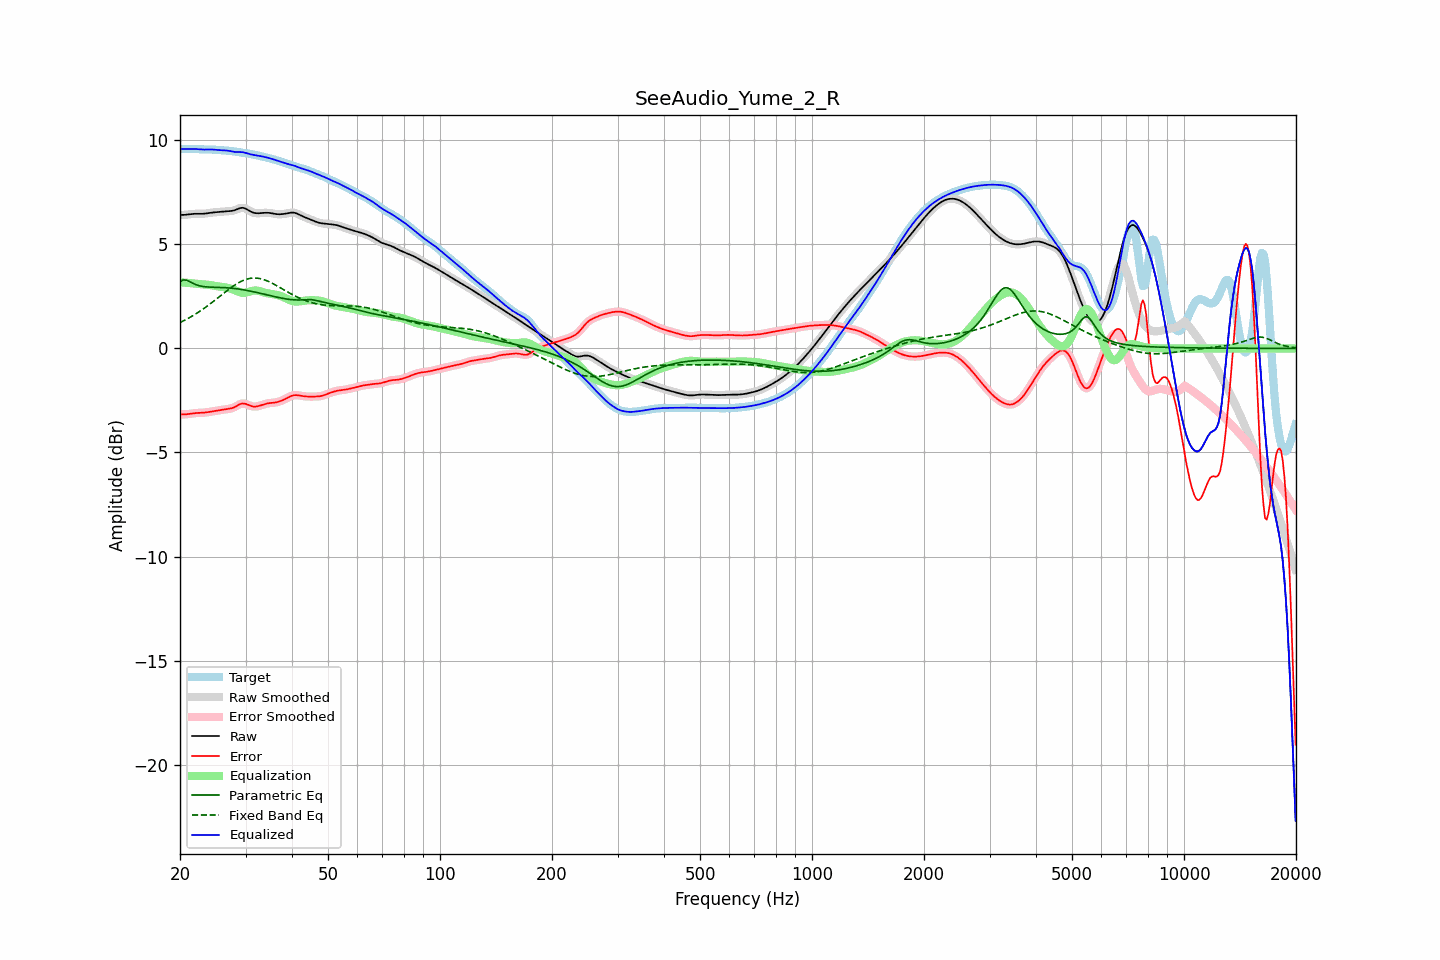 SeeAudio_Yume_2_R
10
5
0
−5
−10
−15
−20
Amplitude (dBr)
Target
Raw Smoothed
Error Smoothed
Raw
Error
Equalization
Parametric Eq
Fixed Band Eq
Equalized
20 50 100 200 500 1000 2000 5000 10000 20000
Frequency (Hz)